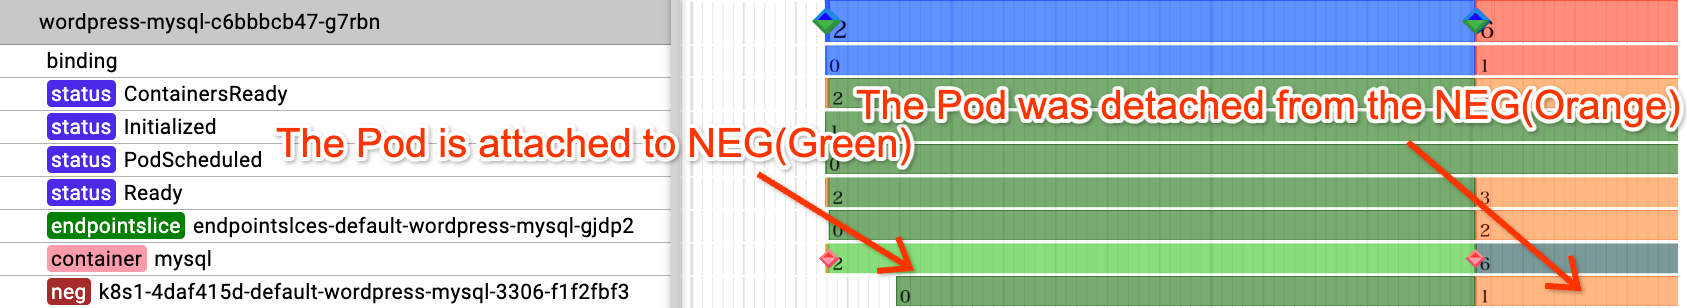 wordpress-mysql-c6bbbcb47-g7rbn 2 6
binding 0 1
status ContainersReady 2
The Pod was detached from the NEG(Orange)
status Initialized 1
The Pod is attached to NEG(Green)
status PodScheduled 0
status Ready 2 3
endpointslice endpointslces-default-wordpress-mysql-gjdp2 0 2
container mysql 2 6
neg k8s1-4daf415d-default-wordpress-mysql-3306-f1f2fbf3 0 1